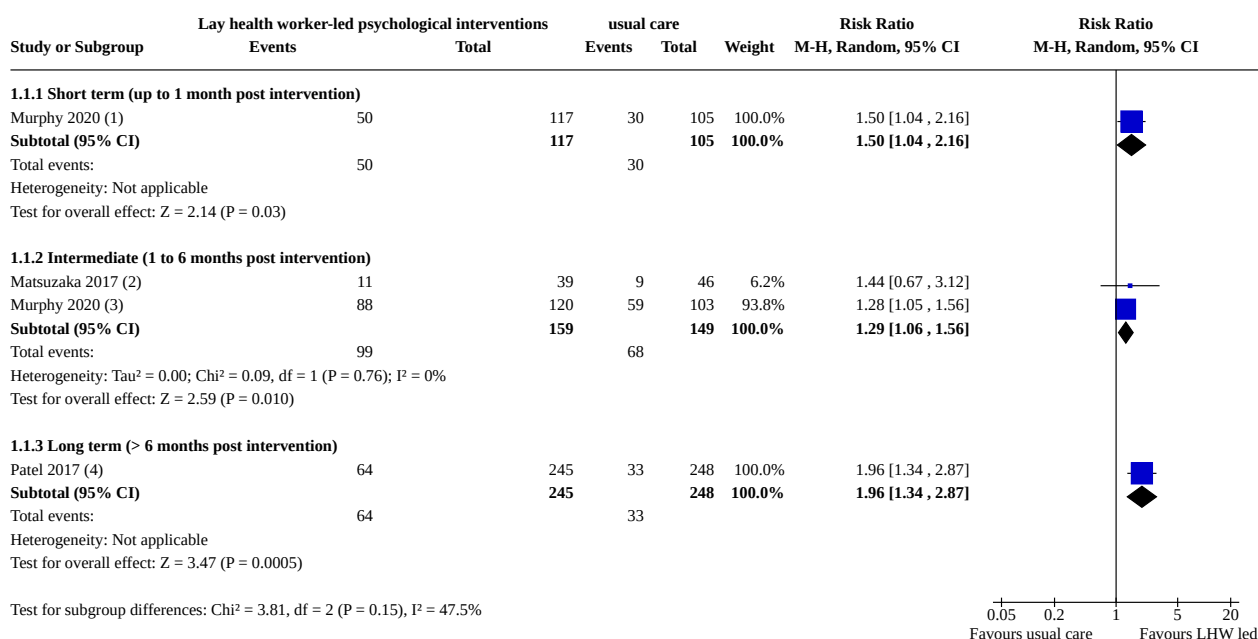 Lay health worker-led psychological interventions usual care Risk Ratio Risk Ratio
Study or Subgroup Events Total Events Total Weight M-H, Random, 95% CI M-H, Random, 95% CI
1.1.1 Short term (up to 1 month post intervention)
Murphy 2020 (1) 50 117 30 105 100.0% 1.50 [1.04 , 2.16]
Subtotal (95% CI) 117 105 100.0% 1.50 [1.04 , 2.16]
Total events: 50 30
Heterogeneity: Not applicable
Test for overall effect: Z = 2.14 (P = 0.03)
1.1.2 Intermediate (1 to 6 months post intervention)
Matsuzaka 2017 (2) 11 39 9 46 6.2% 1.44 [0.67 , 3.12]
Murphy 2020 (3) 88 120 59 103 93.8% 1.28 [1.05 , 1.56]
Subtotal (95% CI) 159 149 100.0% 1.29 [1.06 , 1.56]
Total events: 99 68
Heterogeneity: Tau² = 0.00; Chi² = 0.09, df = 1 (P = 0.76); I² = 0%
Test for overall effect: Z = 2.59 (P = 0.010)
1.1.3 Long term (> 6 months post intervention)
Patel 2017 (4) 64 245 33 248 100.0% 1.96 [1.34 , 2.87]
Subtotal (95% CI) 245 248 100.0% 1.96 [1.34 , 2.87]
Total events: 64 33
Heterogeneity: Not applicable
Test for overall effect: Z = 3.47 (P = 0.0005)
Test for subgroup differences: Chi² = 3.81, df = 2 (P = 0.15), I² = 47.5%
0.05 0.2 1 5 20
Favours usual care Favours LHW led